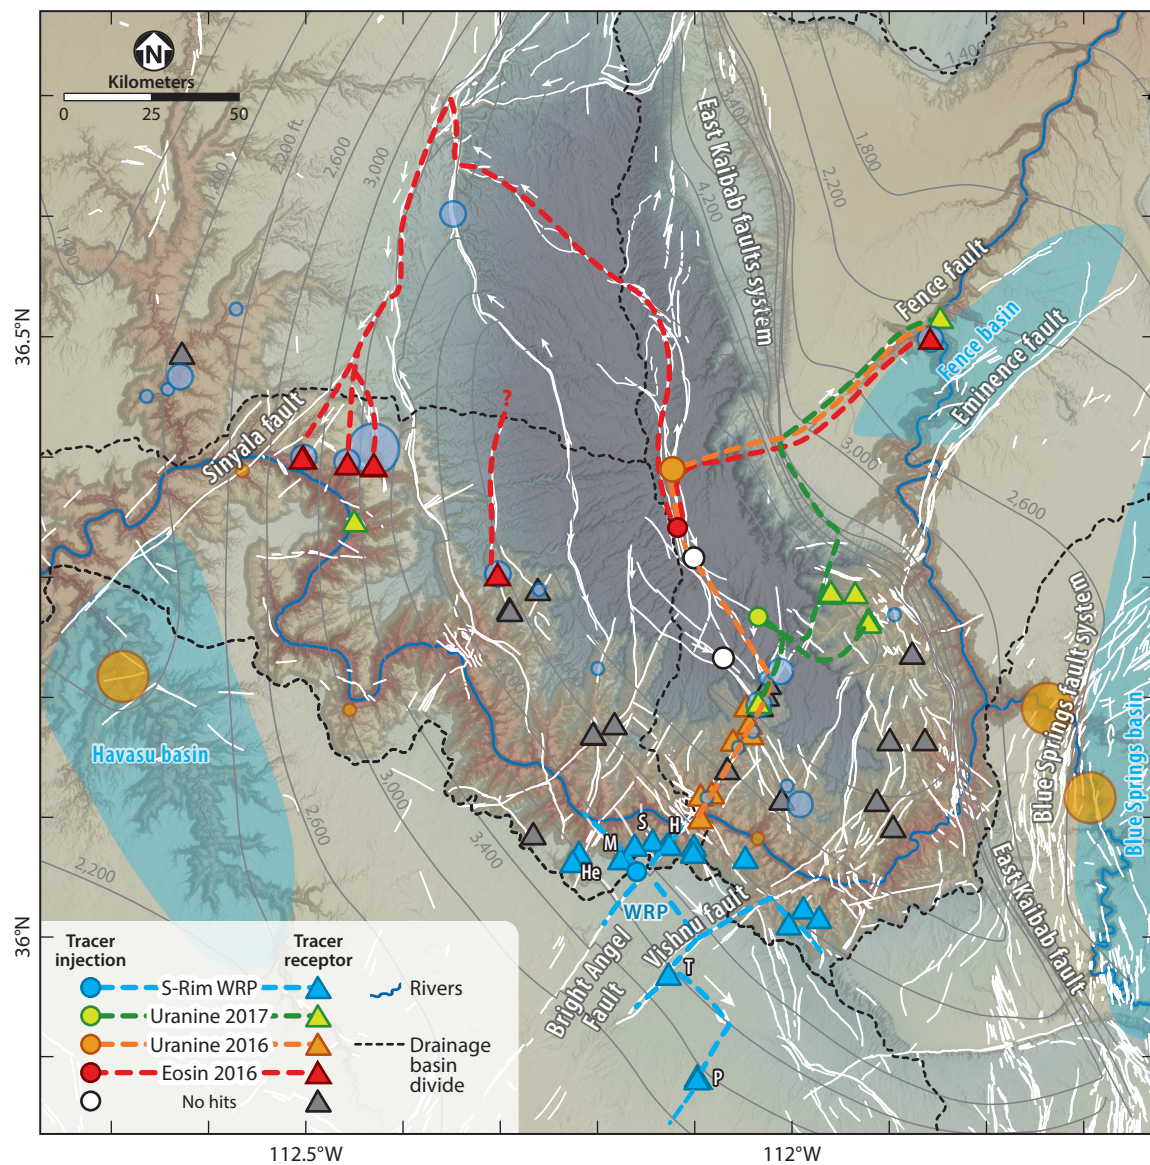 N
Kilometers
0 25 50
1,400
3,400
1,800
2,200
4,200
East Kaibab faults system
1,800
2,200 ft.
2,600
3,000
1,400
36.5°N
Fence fault
Fence basin
Eminence fault
3,000
2,600
?
Sinyala fault
Havasu basin
Blue Springs fault system
Blue Springs basin
2,600
3,000
3,400
2,200
S
H
M
He
WRP
Vishnu fault
T
Bright Angel
Fault
P
East Kaibab fault
36°N
Tracer
injection
Tracer
receptor
S-Rim WRP
Uranine 2017
Uranine 2016
Eosin 2016
No hits
Rivers
Drainage
basin
divide
112.5°W
112°W